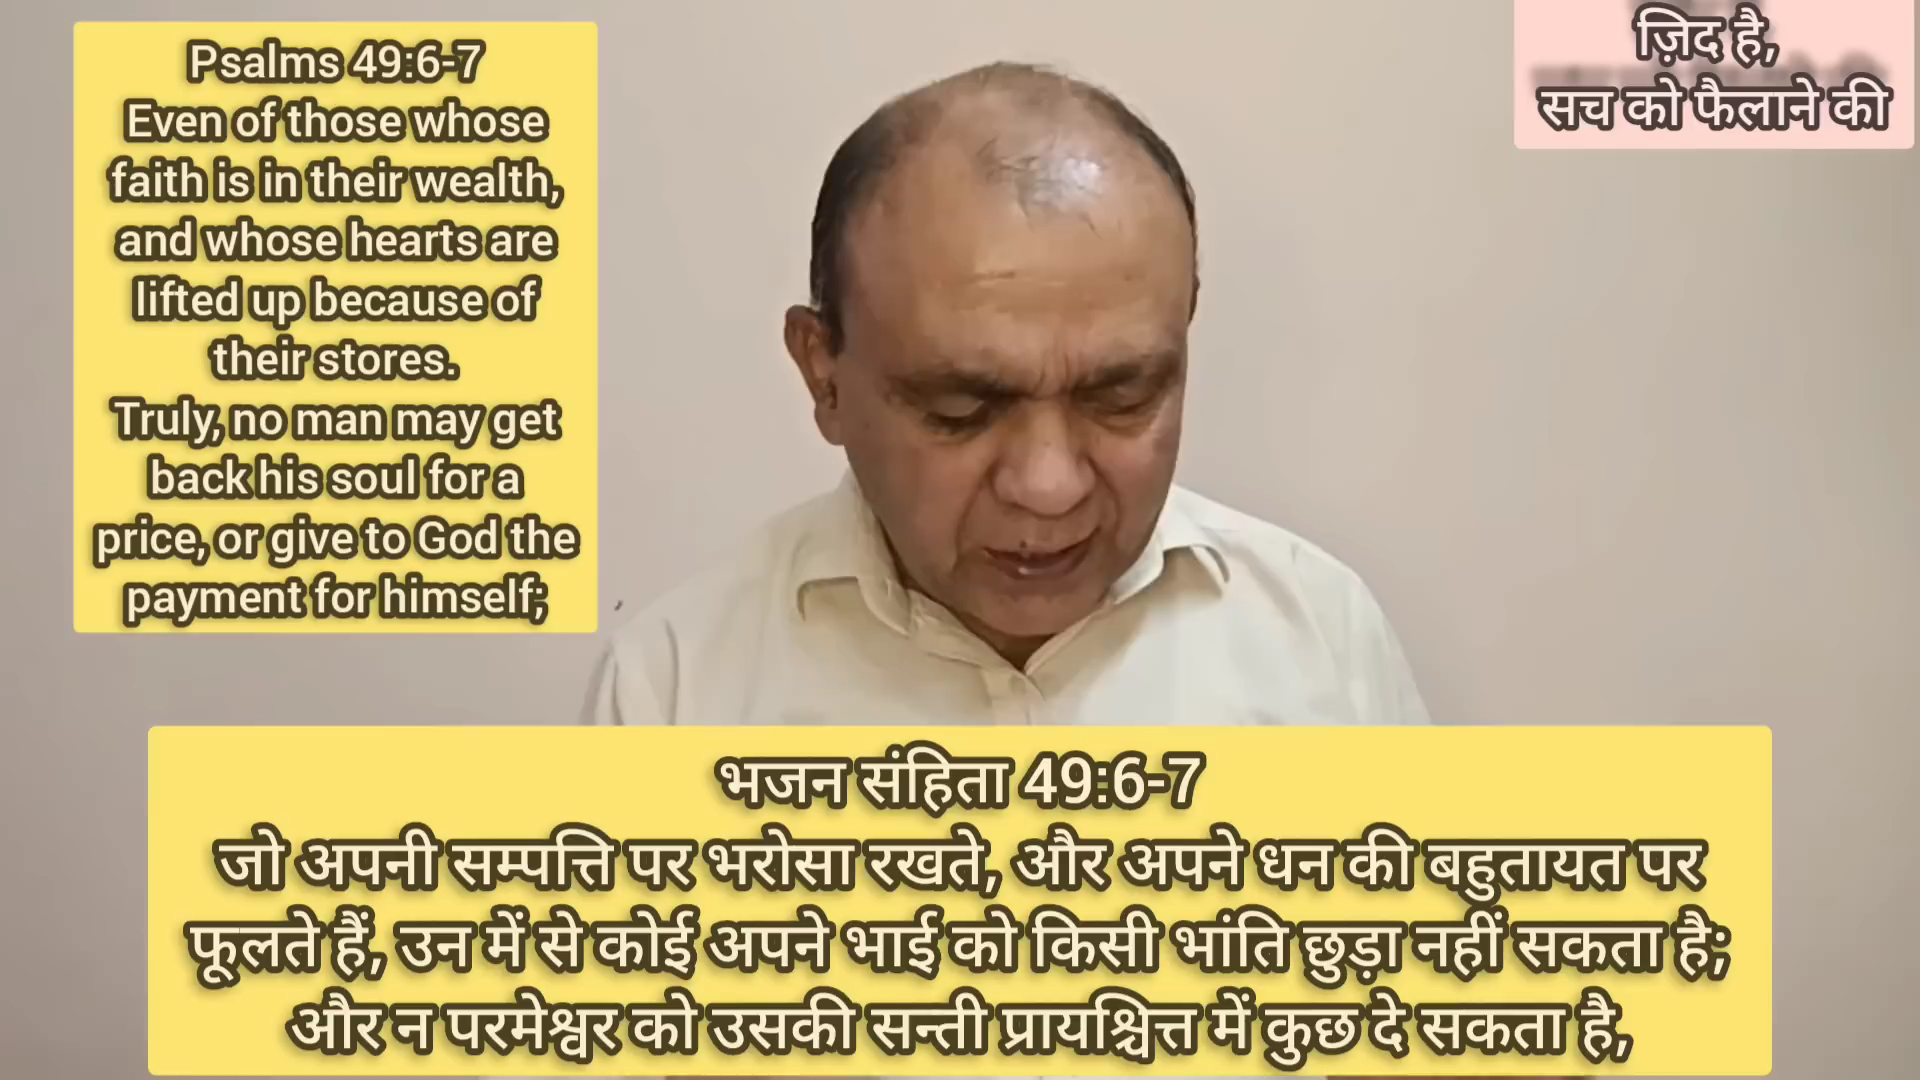 Psalms 49:6-7
Even of those whose
faith is in their wealth,
and whose hearts are
lifted up because of
their stores.
Truly, no man may get
back his soul for a
price, or give to God the
payment for himself;
ज़िद है,
सच को फैलाने की
भजन संहिता 49:6-7
जो अपनी सम्पत्ति पर भरोसा रखते, और अपने धन की बहुतायत पर
फूलते हैं, उन में से कोई अपने भाई को किसी भांति छुड़ा नहीं सकता है;
और न परमेश्वर को उसकी सन्ती प्रायश्चित्त में कुछ दे सकता है,